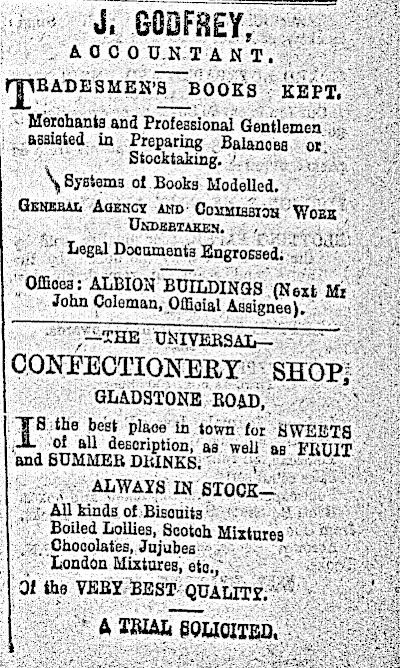 J. GODFREY,
ACCOUNTANT.
TRADESMEN'S BOOKS KEPT.
Merchants and Professional Gentlemen
assisted in Preparing Balances or
Stocktaking.
Systems of Books Modelled.
GENERAL AGENCY AND COMMISSION WORK
UNDERTAKEN.
Legal Documents Engrossed.
Offices: ALBION BUILDINGS (Next Mr
John Coleman, Official Assignee).
—THE UNIVERSAL—
CONFECTIONERY SHOP,
GLADSTONE ROAD,
IS the best place in town for SWEETS
of all description, as well as FRUIT
and SUMMER DRINKS.
ALWAYS IN STOCK—
All kinds of Biscuits
Boiled Lollies, Scotch Mixtures
Chocolates, Jujubes
London Mixtures, etc.,
Of the VERY BEST QUALITY.
A TRIAL SOLICITED.